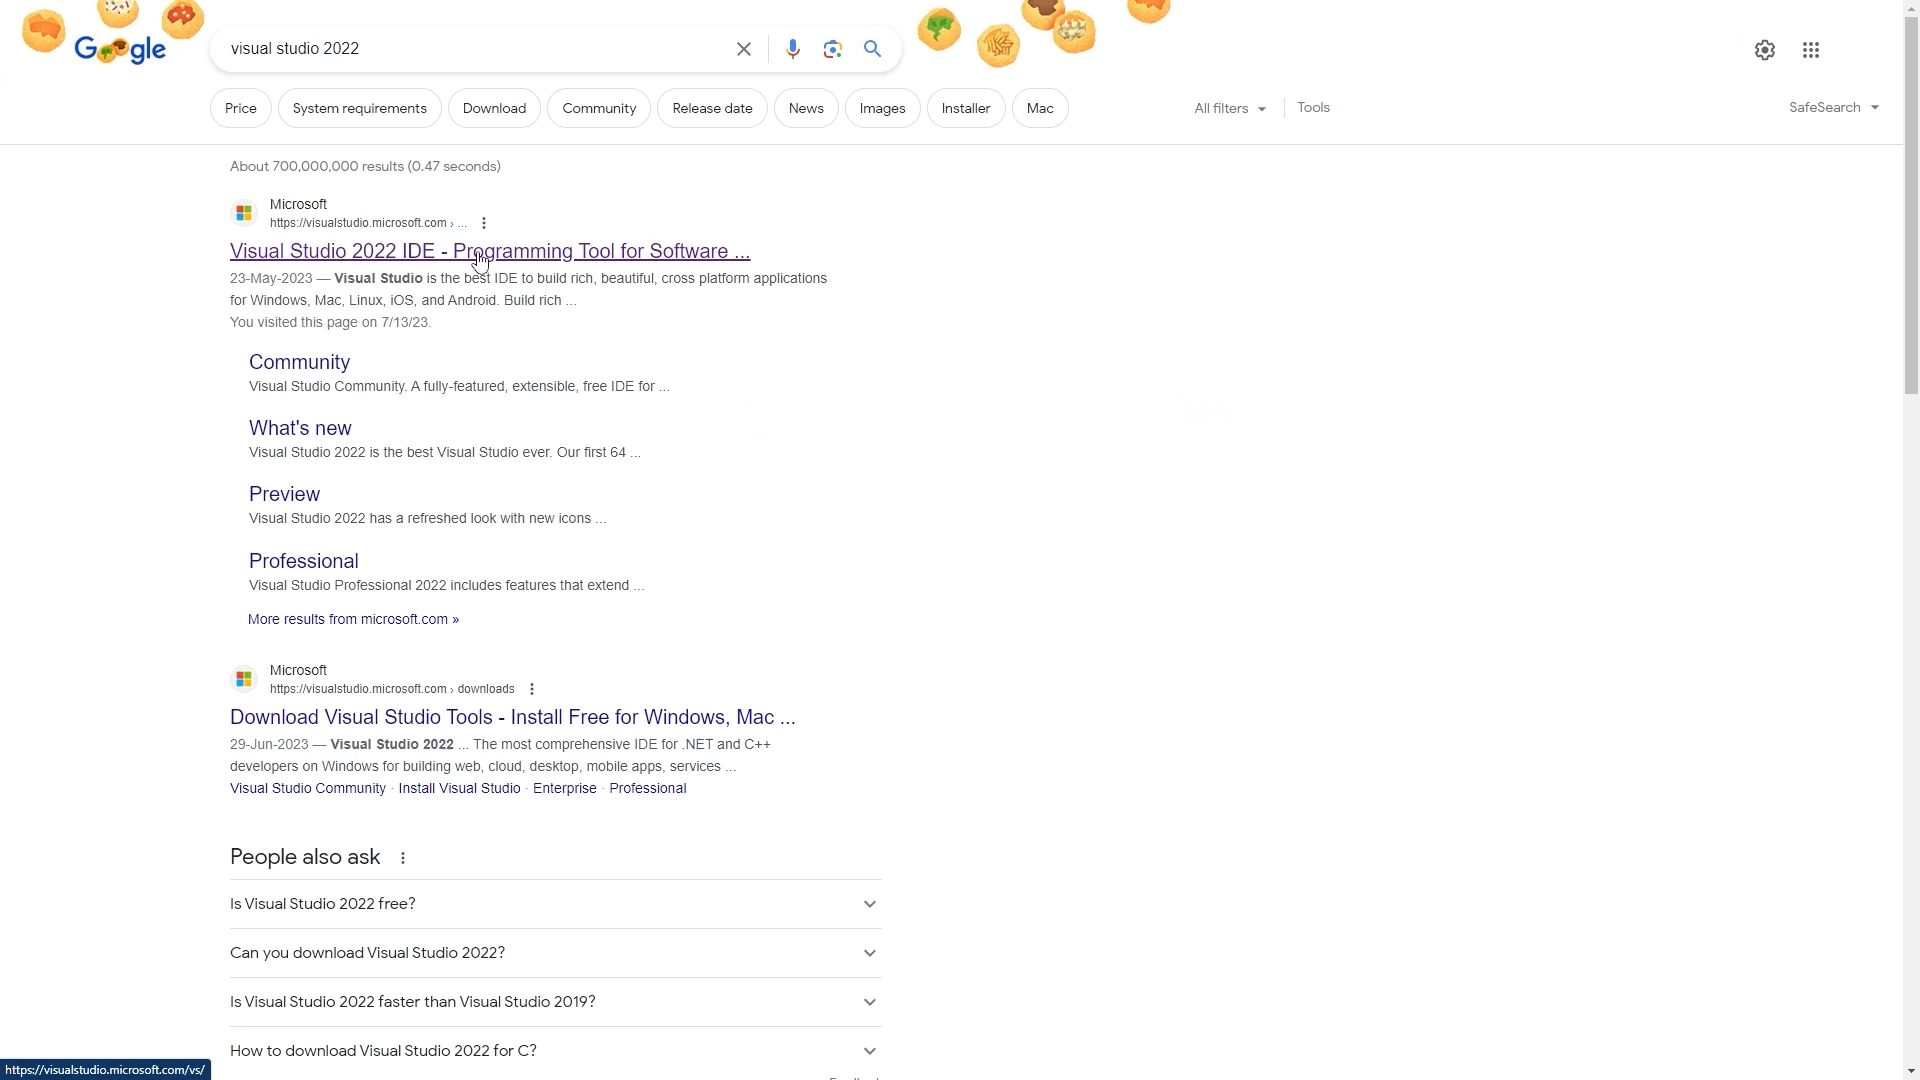 Google
visual studio 2022
Price
System requirements
Download
Community
Release date
News
Images
Installer
Mac
All filters
Tools
SafeSearch
About 700,000,000 results (0.47 seconds)
Microsoft
https://visualstudio.microsoft.com › ...
Visual Studio 2022 IDE - Programming Tool for Software ...
23-May-2023 — Visual Studio is the best IDE to build rich, beautiful, cross platform applications
for Windows, Mac, Linux, iOS, and Android. Build rich ...
You visited this page on 7/13/23.
Community
Visual Studio Community. A fully-featured, extensible, free IDE for ...
What's new
Visual Studio 2022 is the best Visual Studio ever. Our first 64 ...
Preview
Visual Studio 2022 has a refreshed look with new icons ...
Professional
Visual Studio Professional 2022 includes features that extend ...
More results from microsoft.com »
Microsoft
https://visualstudio.microsoft.com › downloads
Download Visual Studio Tools - Install Free for Windows, Mac ...
29-Jun-2023 — Visual Studio 2022 ... The most comprehensive IDE for .NET and C++
developers on Windows for building web, cloud, desktop, mobile apps, services ...
Visual Studio Community · Install Visual Studio · Enterprise · Professional
People also ask
Is Visual Studio 2022 free?
Can you download Visual Studio 2022?
Is Visual Studio 2022 faster than Visual Studio 2019?
How to download Visual Studio 2022 for C?
https://visualstudio.microsoft.com/vs/